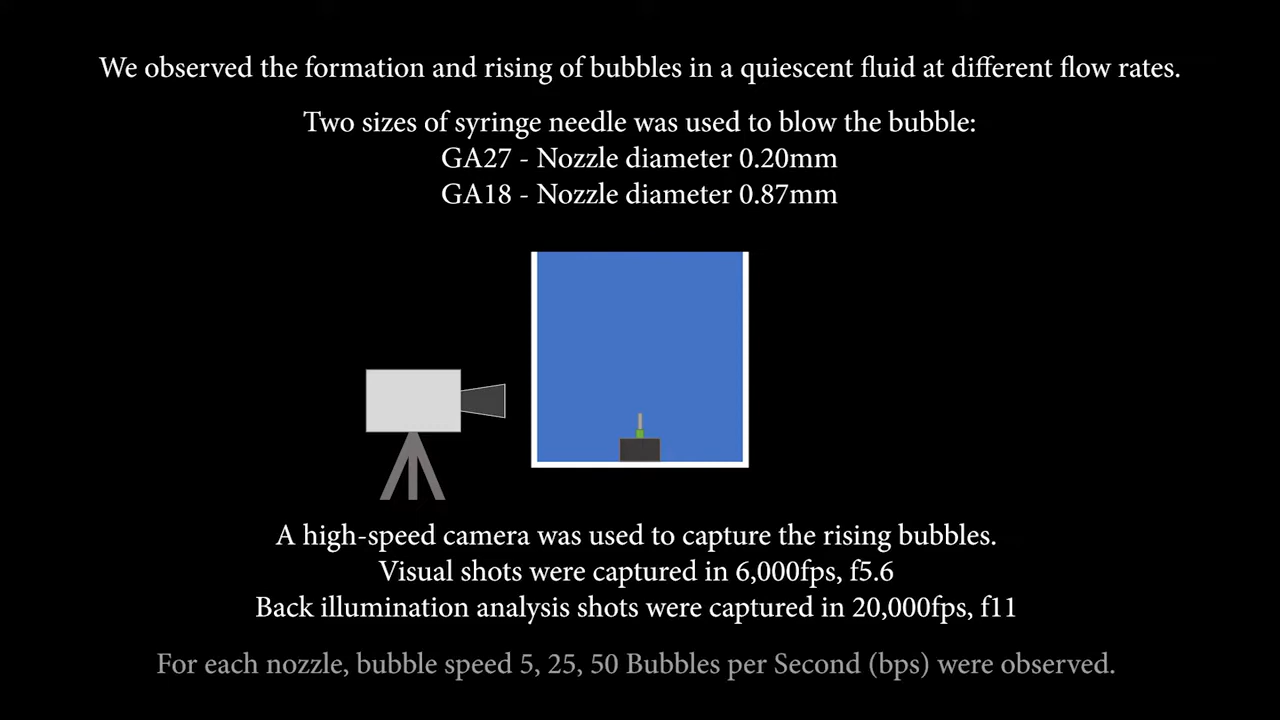 We observed the formation and rising of bubbles in a quiescent fluid at different flow rates.
Two sizes of syringe needle was used to blow the bubble:
GA27 - Nozzle diameter 0.20mm
GA18 - Nozzle diameter 0.87mm
A high-speed camera was used to capture the rising bubbles.
Visual shots were captured in 6,000fps, f5.6
Back illumination analysis shots were captured in 20,000fps, f11
For each nozzle, bubble speed 5, 25, 50 Bubbles per Second (bps) were observed.